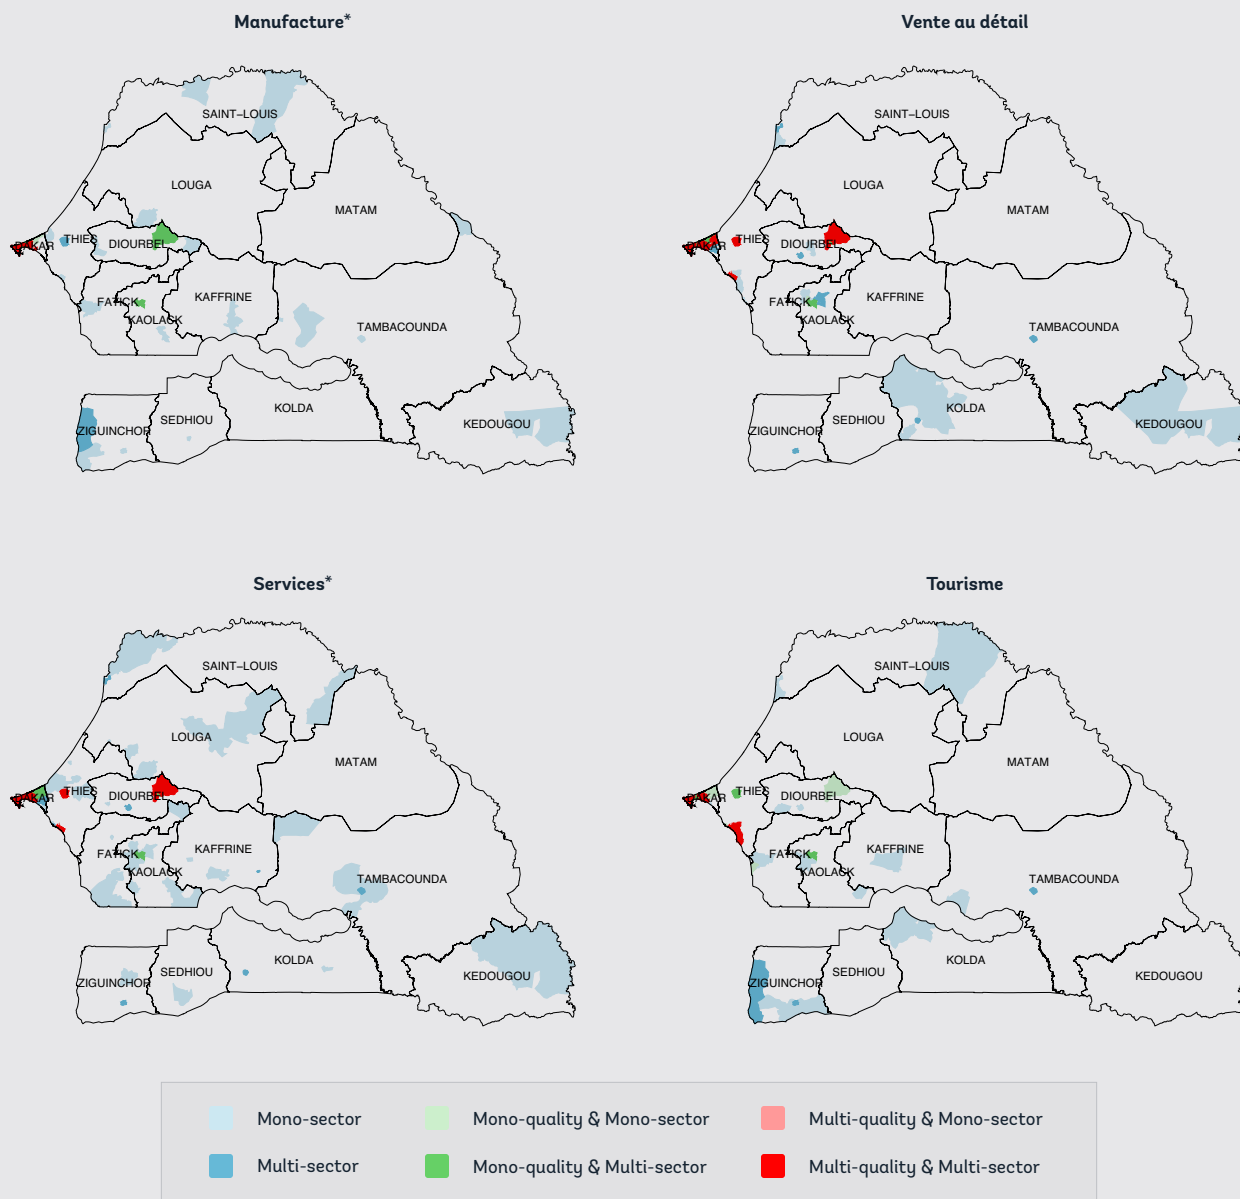 Manufacture*
SAINT–LOUIS
LOUGA
MATAM
DAKAR
THIES
DIOURBEL
FATICK
KAFFRINE
KAOLACK
TAMBACOUNDA
KOLDA
SEDHIOU
ZIGUINCHOR
KEDOUGOU
Vente au détail
SAINT–LOUIS
LOUGA
MATAM
DAKAR
THIES
DIOURBEL
FATICK
KAFFRINE
KAOLACK
TAMBACOUNDA
KOLDA
SEDHIOU
ZIGUINCHOR
KEDOUGOU
Services*
SAINT–LOUIS
LOUGA
MATAM
DAKAR
THIES
DIOURBEL
FATICK
KAFFRINE
KAOLACK
TAMBACOUNDA
KOLDA
SEDHIOU
ZIGUINCHOR
KEDOUGOU
Tourisme
SAINT–LOUIS
LOUGA
MATAM
DAKAR
THIES
DIOURBEL
FATICK
KAFFRINE
KAOLACK
TAMBACOUNDA
KOLDA
SEDHIOU
ZIGUINCHOR
KEDOUGOU
Mono-sector
Mono-quality & Mono-sector
Multi-quality & Mono-sector
Multi-sector
Mono-quality & Multi-sector
Multi-quality & Multi-sector